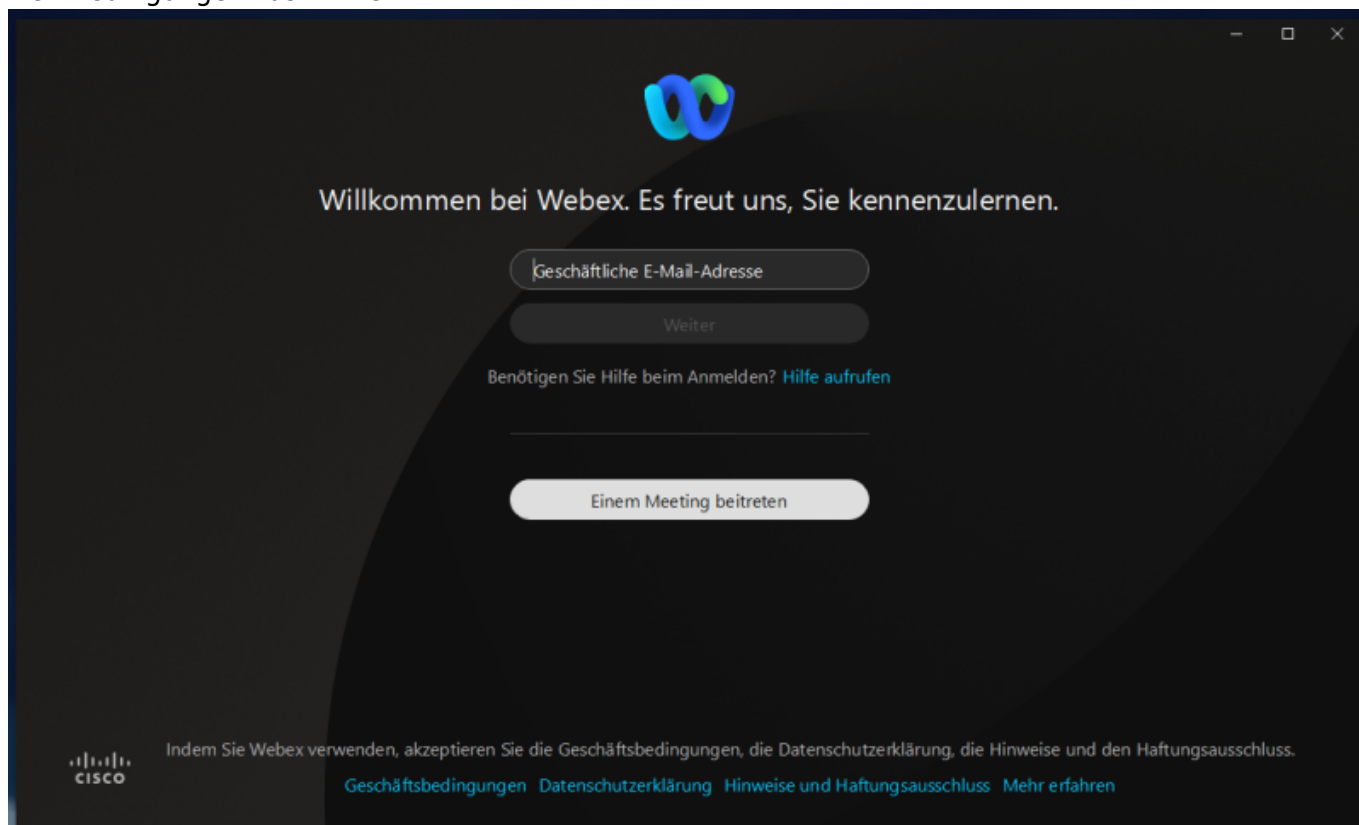 Willkommen bei Webex. Es freut uns, Sie kennenzulernen.
Geschäftliche E-Mail-Adresse
Weiter
Benötigen Sie Hilfe beim Anmelden? Hilfe aufrufen
Einem Meeting beitreten
Indem Sie Webex verwenden, akzeptieren Sie die Geschäftsbedingungen, die Datenschutzerklärung, die Hinweise und den Haftungsausschluss.
CISCO
Geschäftsbedingungen Datenschutzerklärung Hinweise und Haftungsausschluss Mehr erfahren